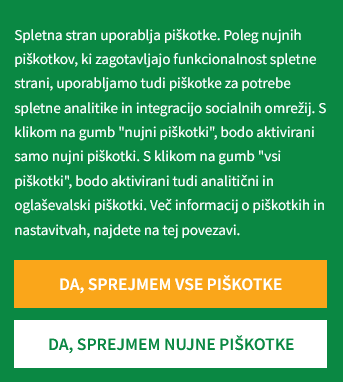 Spletna stran uporablja piškotke. Poleg nujnih
piškotkov, ki zagotavljajo funkcionalnost spletne
strani, uporabljamo tudi piškotke za potrebe
spletne analitike in integracijo socialnih omrežij. S
klikom na gumb "nujni piškotki", bodo aktivirani
samo nujni piškotki. S klikom na gumb "vsi
piškotki", bodo aktivirani tudi analitični in
oglaševalski piškotki. Več informacij o piškotkih in
nastavitvah, najdete na tej povezavi.
DA, SPREJMEM VSE PIŠKOTKE
DA, SPREJMEM NUJNE PIŠKOTKE